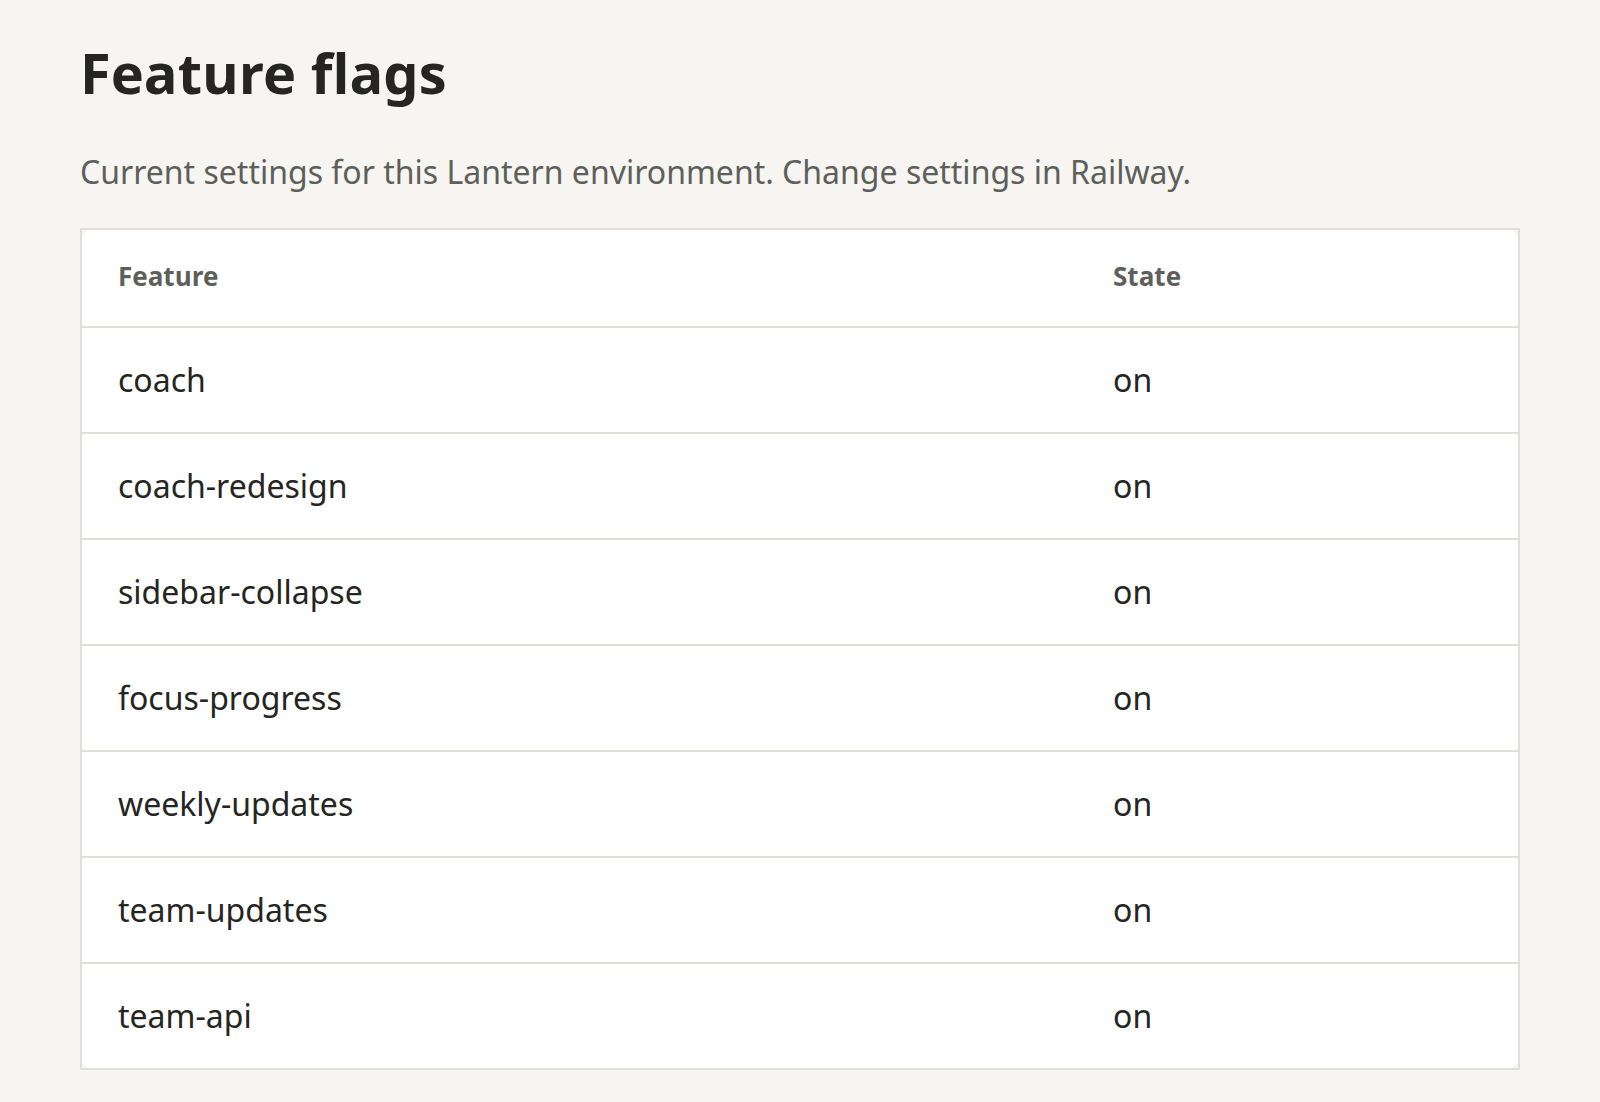 Feature flags
Current settings for this Lantern environment. Change settings in Railway.
Feature State
coach on
coach-redesign on
sidebar-collapse on
focus-progress on
weekly-updates on
team-updates on
team-api on